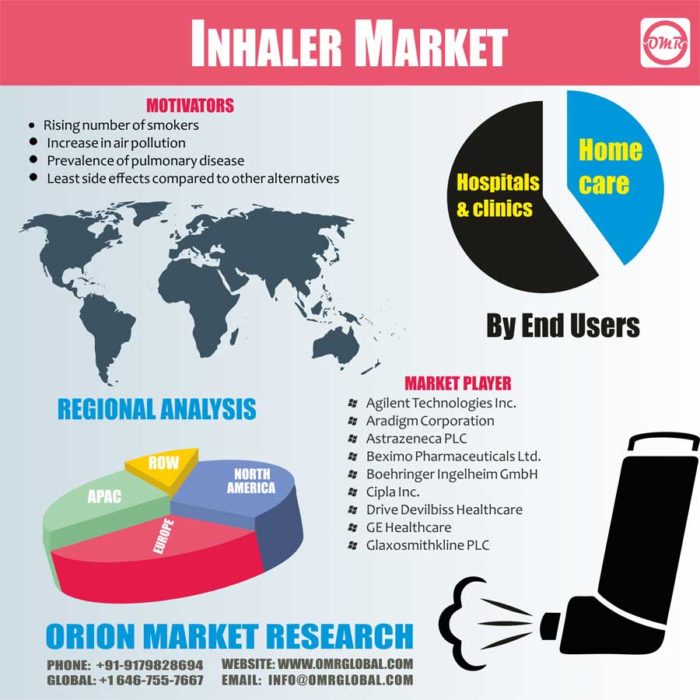 INHALER MARKET
OMR
MOTIVATORS
Rising number of smokers
Increase in air pollution
Prevalence of pulmonary disease
Least side effects compared to other alternatives
Hospitals
& clinics
Home
care
By End Users
REGIONAL ANALYSIS
ROW
NORTH
AMERICA
APAC
EUROPE
MARKET PLAYER
Agilent Technologies Inc.
Aradigm Corporation
Astrazeneca PLC
Beximo Pharmaceuticals Ltd.
Boehringer Ingelheim GmbH
Cipla Inc.
Drive Devilbiss Healthcare
GE Healthcare
Glaxosmithkline PLC
ORION MARKET RESEARCH
PHONE: +91-9179828694 WEBSITE: WWW.OMRGLOBAL.COM
GLOBAL: +1 646-755-7667 EMAIL: INFO@OMRGLOBAL.COM